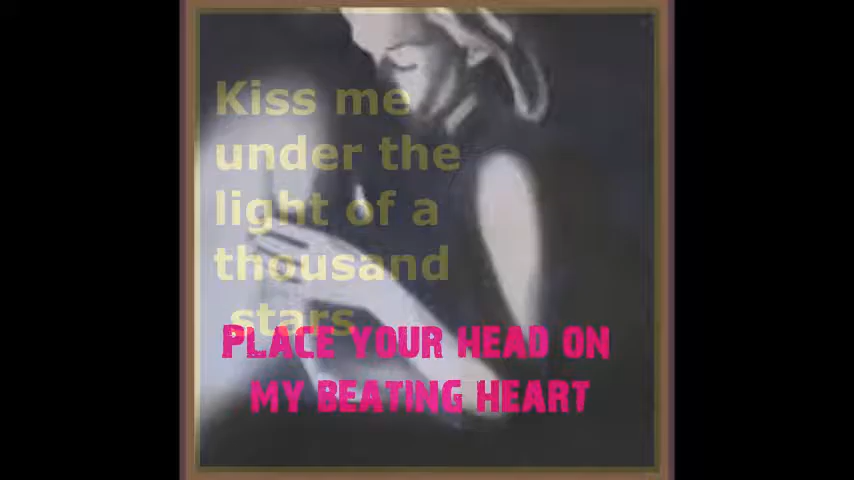 Kiss me
under the
light of a
thousand
stars
PLACE YOUR HEAD ON
MY BEATING HEART